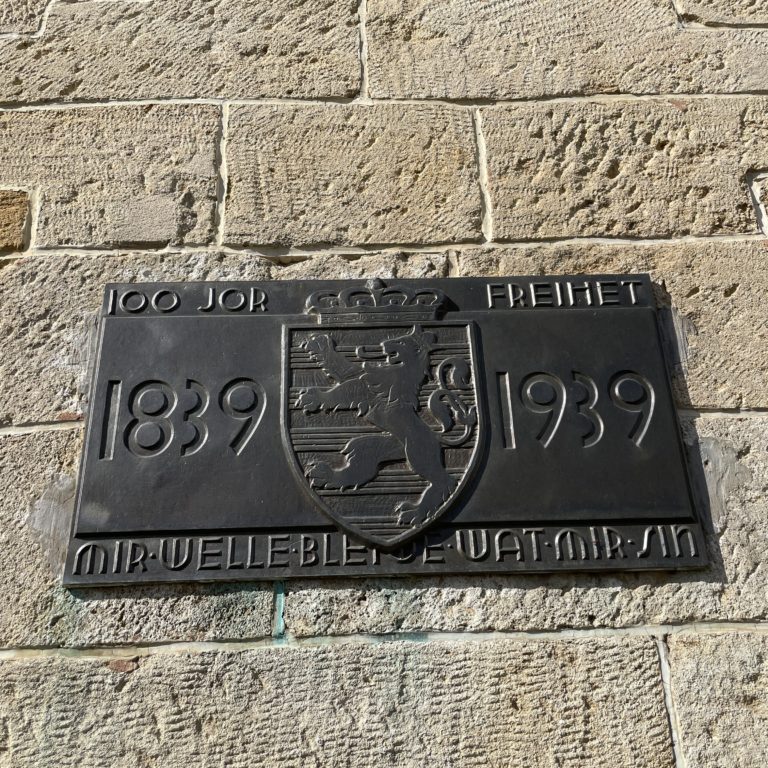 100 JOR FREIHET
1839 1939
MIR·WELLE·BLEIWE·WAT·MIR·SIN